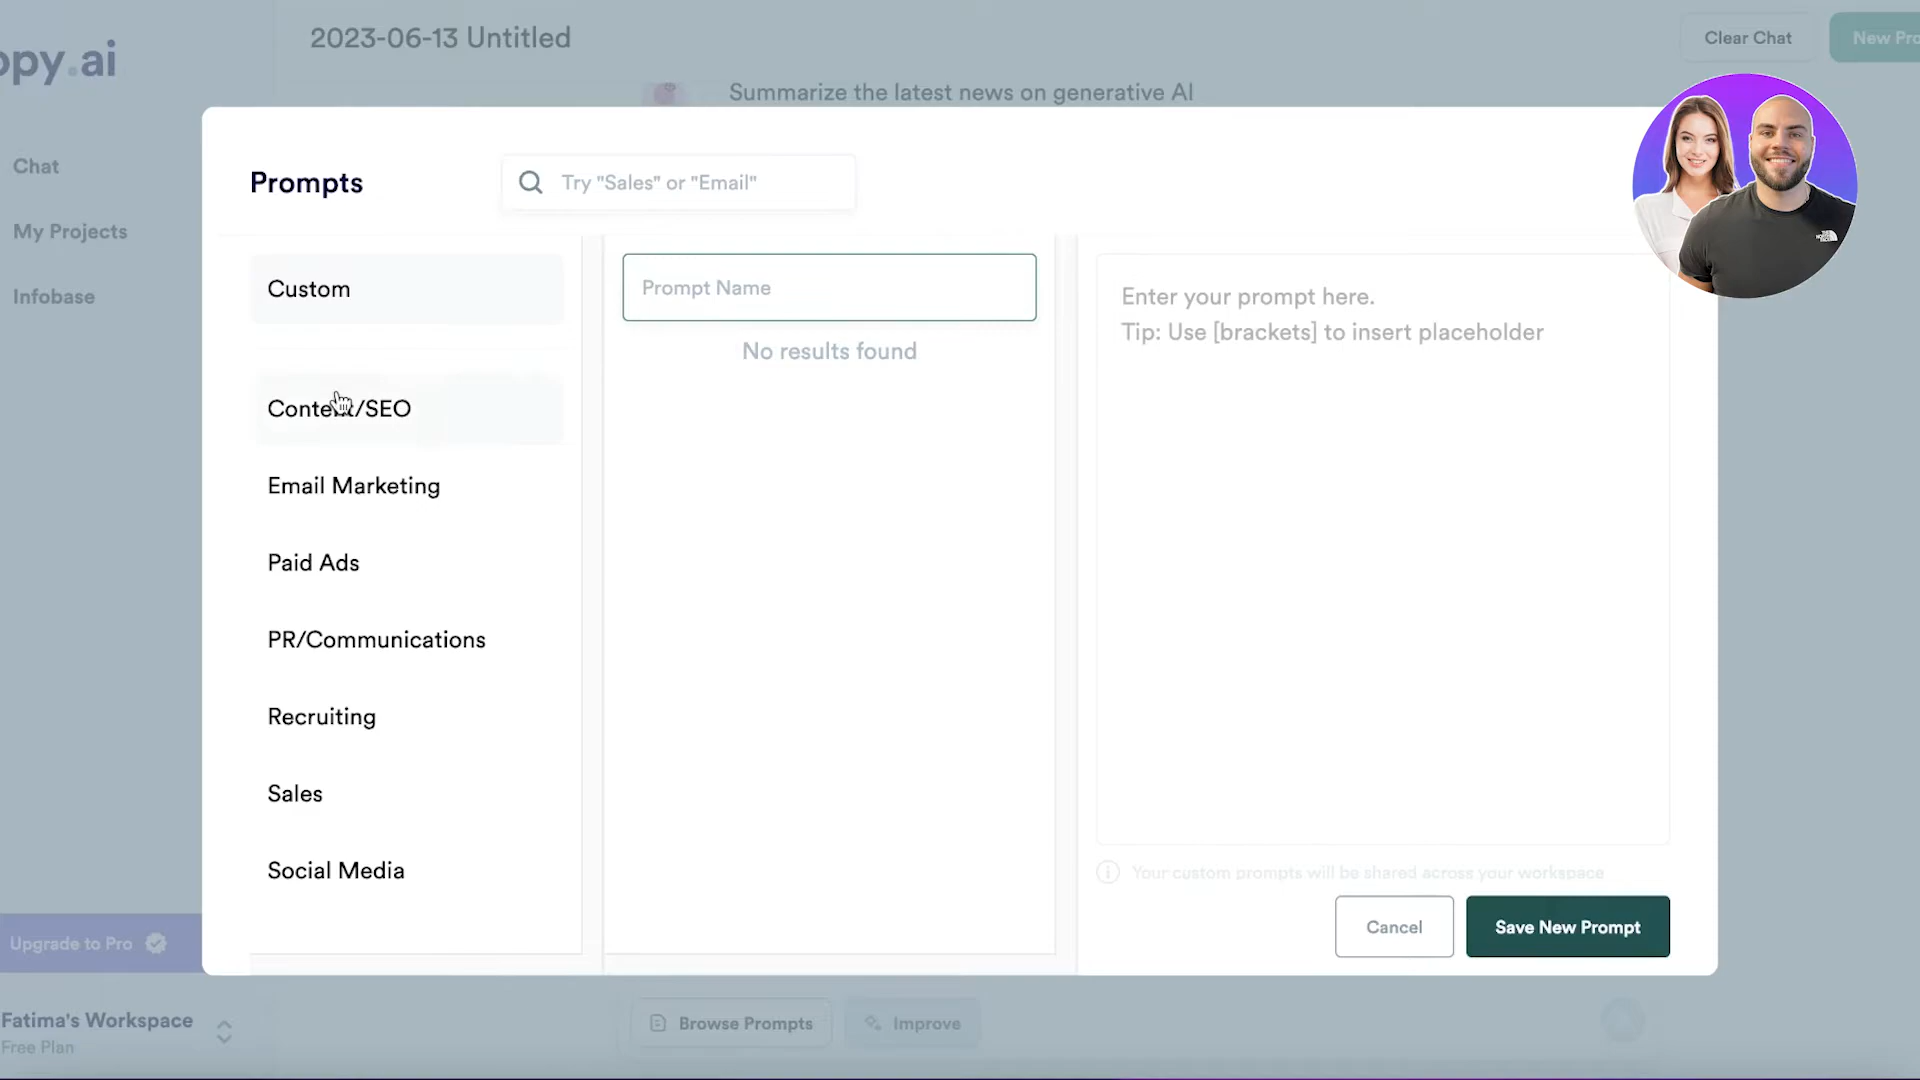 opy.ai
2023-06-13 Untitled
Clear Chat
New Pro
Summarize the latest news on generative AI
Chat
My Projects
Infobase
Prompts
Try "Sales" or "Email"
Custom
Content/SEO
Email Marketing
Paid Ads
PR/Communications
Recruiting
Sales
Social Media
Prompt Name
No results found
Enter your prompt here.
Tip: Use [brackets] to insert placeholder
Your custom prompts will be shared across your workspace
Cancel
Save New Prompt
Upgrade to Pro
Fatima's Workspace
Free Plan
Browse Prompts
Improve